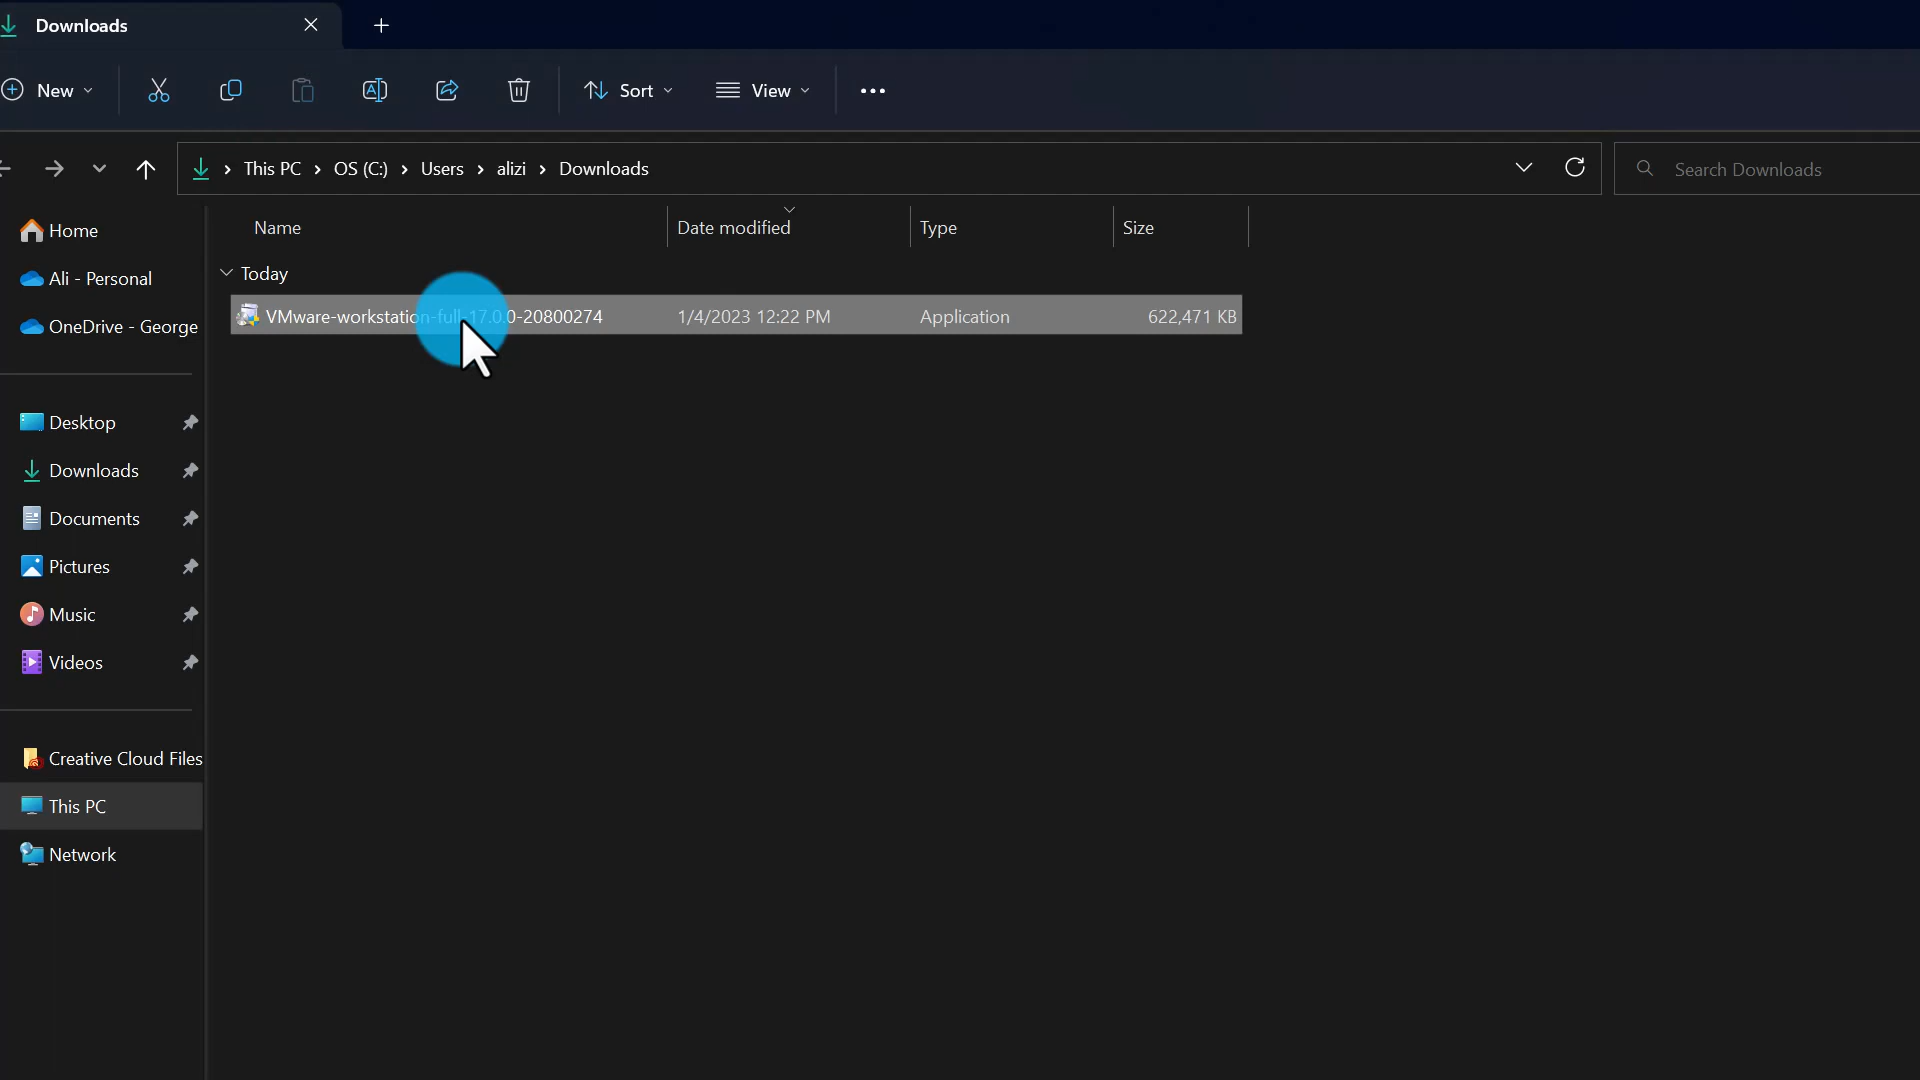 Downloads
New
Sort
View
This PC > OS (C:) > Users > alizi > Downloads
Search Downloads
Name
Date modified
Type
Size
Today
VMware-workstation-full-17.0.0-20800274
1/4/2023 12:22 PM
Application
622,471 KB
Home
Ali - Personal
OneDrive - George
Desktop
Downloads
Documents
Pictures
Music
Videos
Creative Cloud Files
This PC
Network